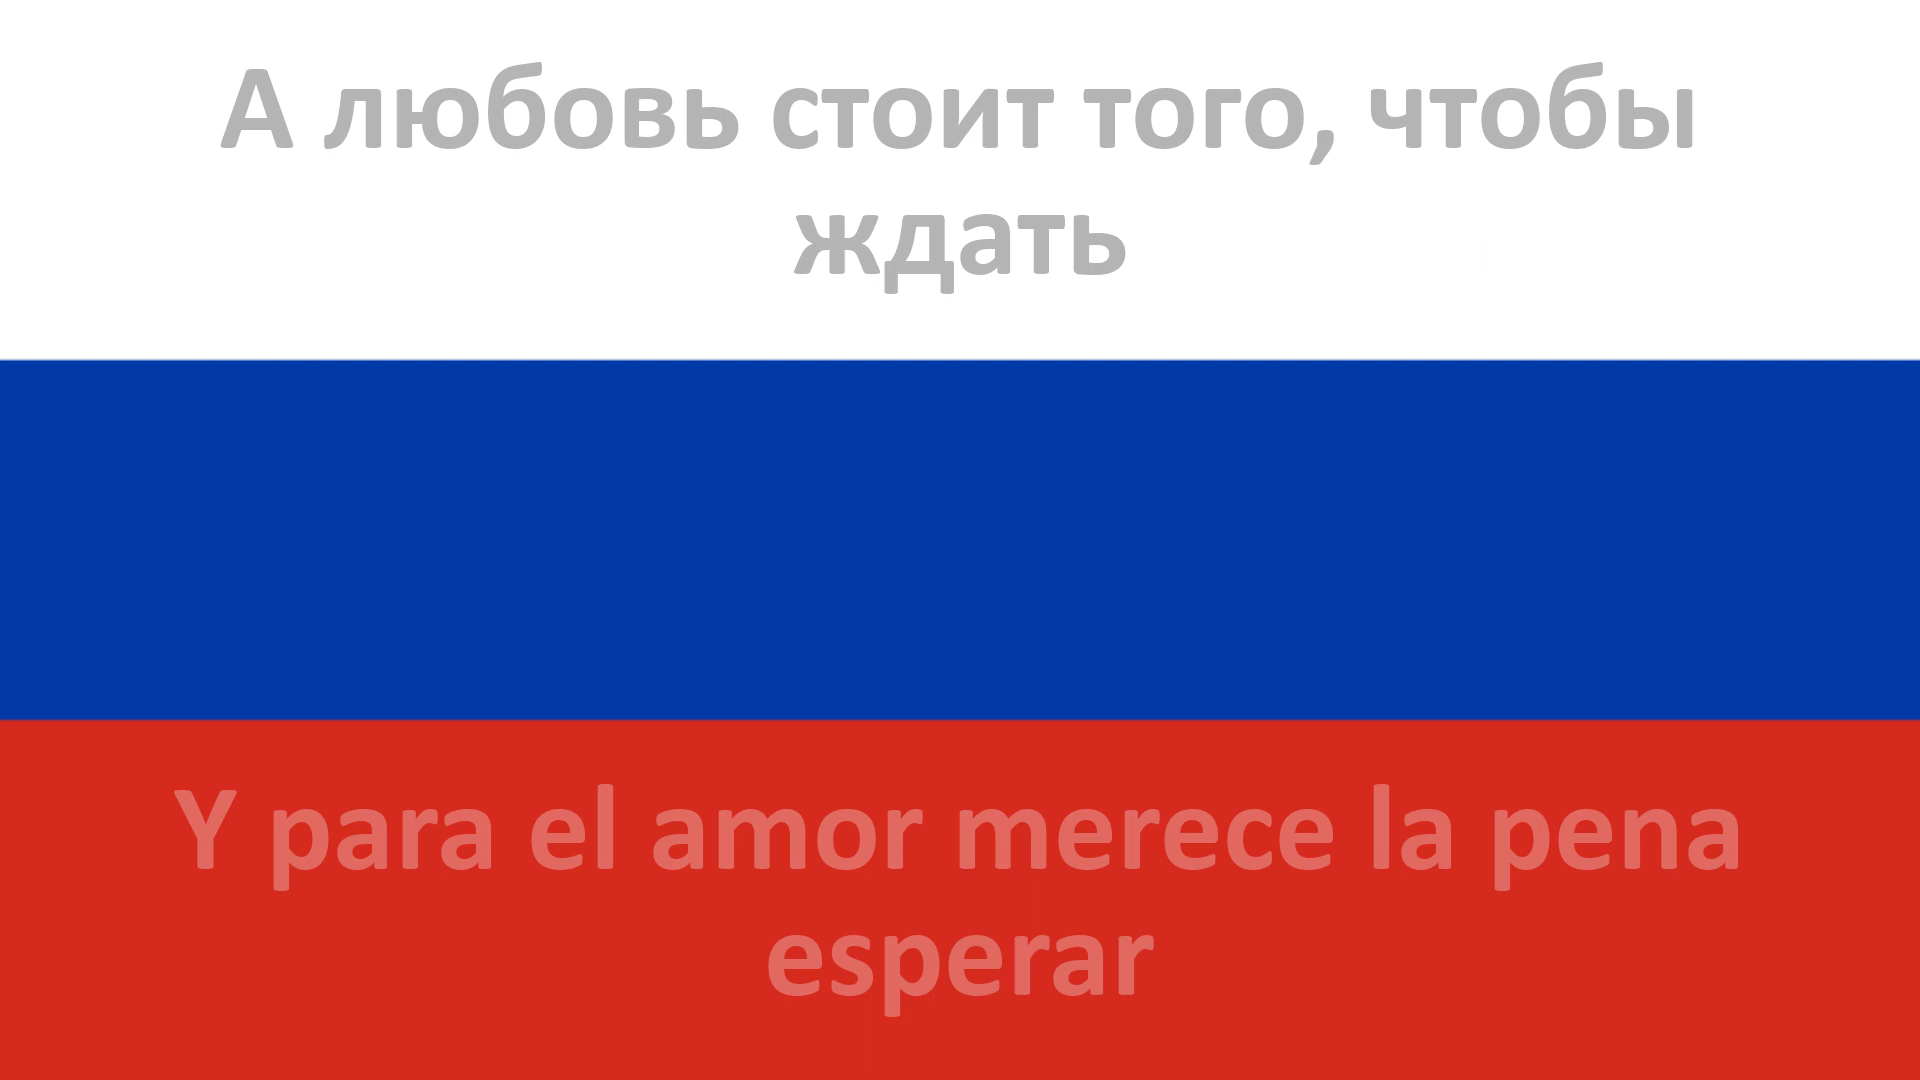 А любовь стоит того, чтобы
ждать
Y para el amor merece la pena
esperar